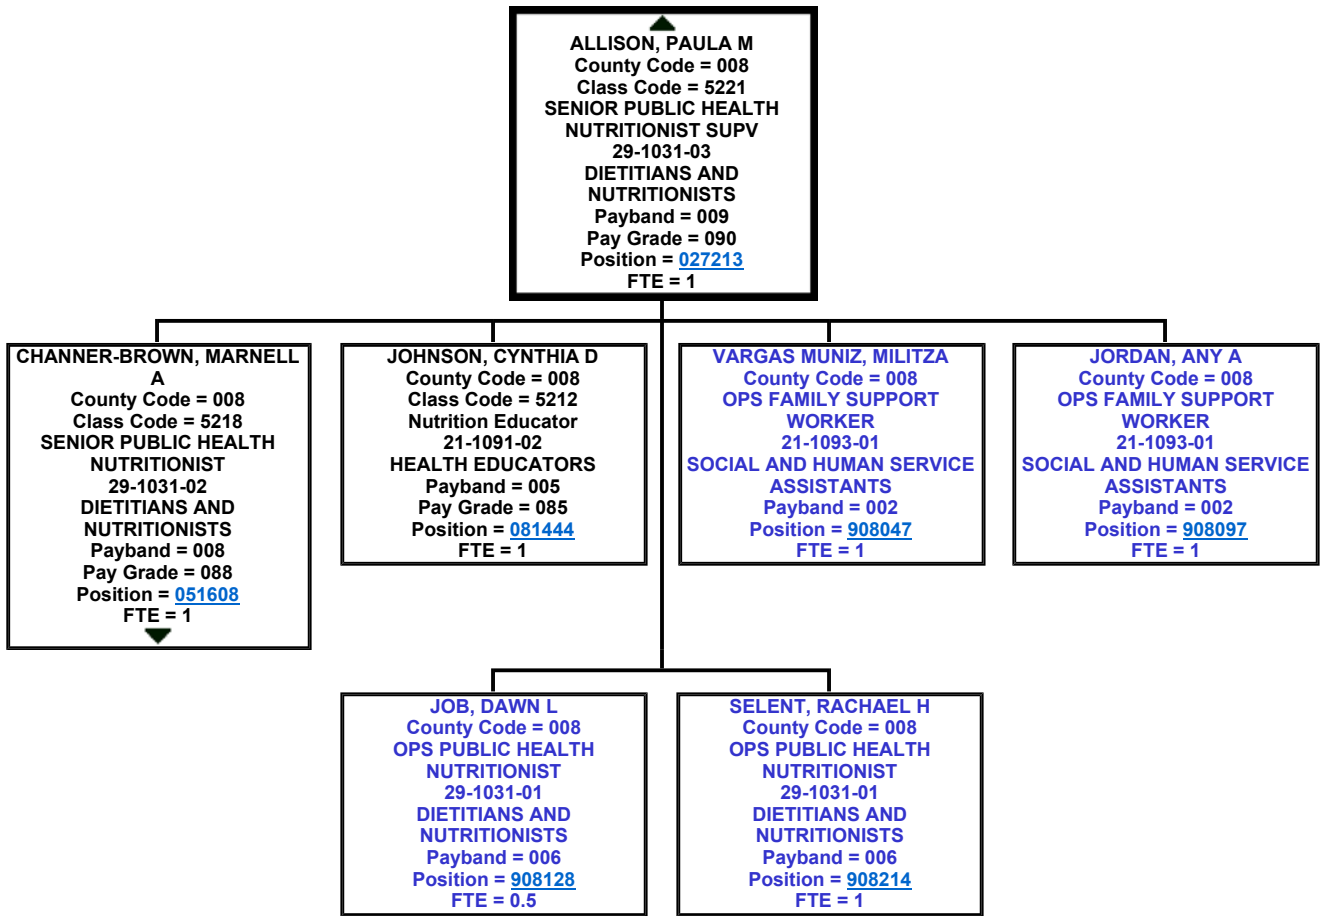 ALLISON, PAULA M
County Code = 008
Class Code = 5221
SENIOR PUBLIC HEALTH
NUTRITIONIST SUPV
29-1031-03
DIETITIANS AND
NUTRITIONISTS
Payband = 009
Pay Grade = 090
Position = 027213
FTE = 1
CHANNER-BROWN, MARNELL
A
County Code = 008
Class Code = 5218
SENIOR PUBLIC HEALTH
NUTRITIONIST
29-1031-02
DIETITIANS AND
NUTRITIONISTS
Payband = 008
Pay Grade = 088
Position = 051608
FTE = 1
JOHNSON, CYNTHIA D
County Code = 008
Class Code = 5212
Nutrition Educator
21-1091-02
HEALTH EDUCATORS
Payband = 005
Pay Grade = 085
Position = 081444
FTE = 1
VARGAS MUNIZ, MILITZA
County Code = 008
OPS FAMILY SUPPORT
WORKER
21-1093-01
SOCIAL AND HUMAN SERVICE
ASSISTANTS
Payband = 002
Position = 908047
FTE = 1
JORDAN, ANY A
County Code = 008
OPS FAMILY SUPPORT
WORKER
21-1093-01
SOCIAL AND HUMAN SERVICE
ASSISTANTS
Payband = 002
Position = 908097
FTE = 1
JOB, DAWN L
County Code = 008
OPS PUBLIC HEALTH
NUTRITIONIST
29-1031-01
DIETITIANS AND
NUTRITIONISTS
Payband = 006
Position = 908128
FTE = 0.5
SELENT, RACHAEL H
County Code = 008
OPS PUBLIC HEALTH
NUTRITIONIST
29-1031-01
DIETITIANS AND
NUTRITIONISTS
Payband = 006
Position = 908214
FTE = 1